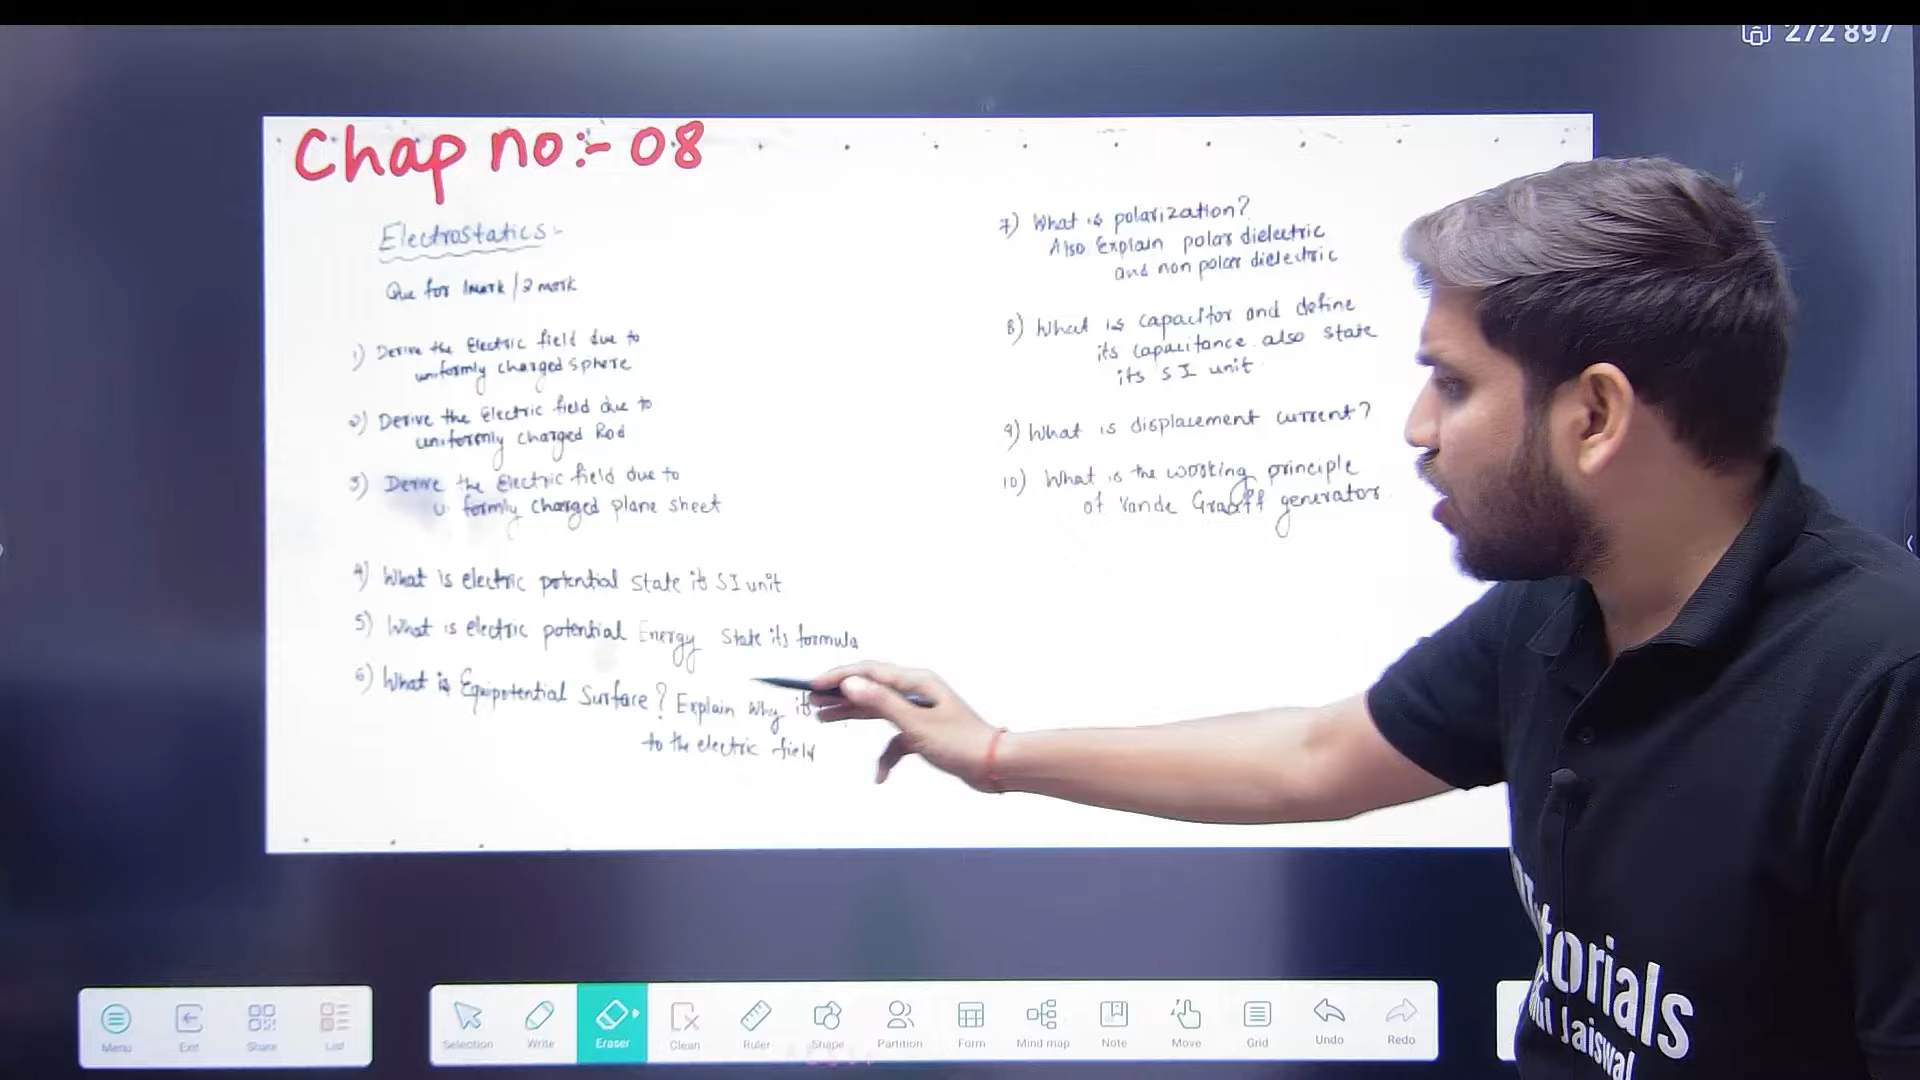 272 897
Chap no:- 08
Electrostatics:-
Que for 1mark/2 mark
1) Derive the Electric field due to
uniformly charged sphere
2) Derive the Electric field due to
uniformly charged Rod
3) Derive the Electric field due to
formly charged plane sheet
4) What is electric potential state its SI unit
5) What is electric potential Energy State its formula
6) What is Equipotential Surface? Explain why its
to the electric field
7) What is polarization?
Also Explain polar dielectric
and non polar dielectric
8) What is capacitor and define
its capacitance also state
its SI unit
9) What is displacement current?
10) What is the working principle
of Vande Graaff generator
torials
Jaiswal
Menu
Exit
Share
List
Selection
Write
Eraser
Clean
Ruler
Shape
Partition
Form
Mind map
Note
Move
Grid
Undo
Redo